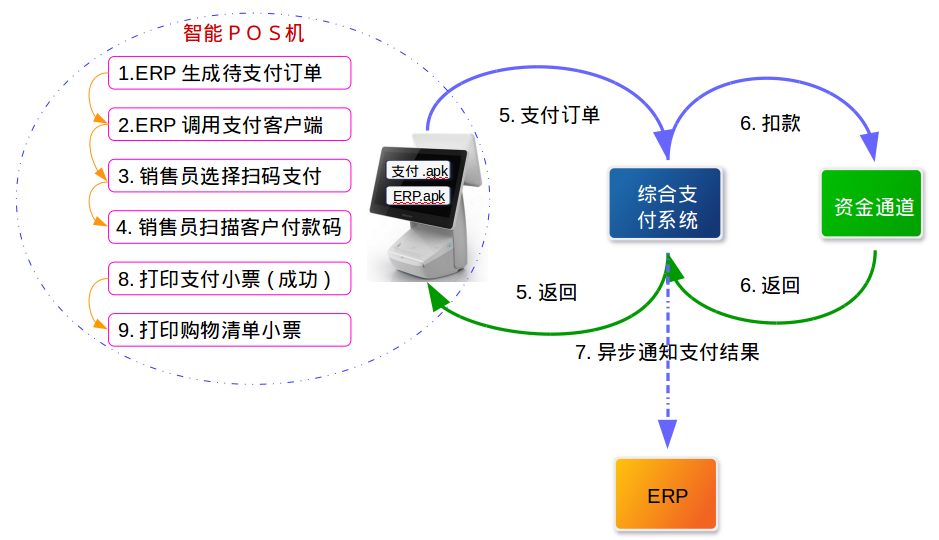 智能ＰＯＳ机
1.ERP 生成待支付订单
2.ERP 调用支付客户端
3. 销售员选择扫码支付
4. 销售员扫描客户付款码
8. 打印支付小票 ( 成功 )
9. 打印购物清单小票
支付 .apk
ERP.apk
5. 支付订单
6. 扣款
综合支
付系统
资金通道
5. 返回
6. 返回
7. 异步通知支付结果
ERP